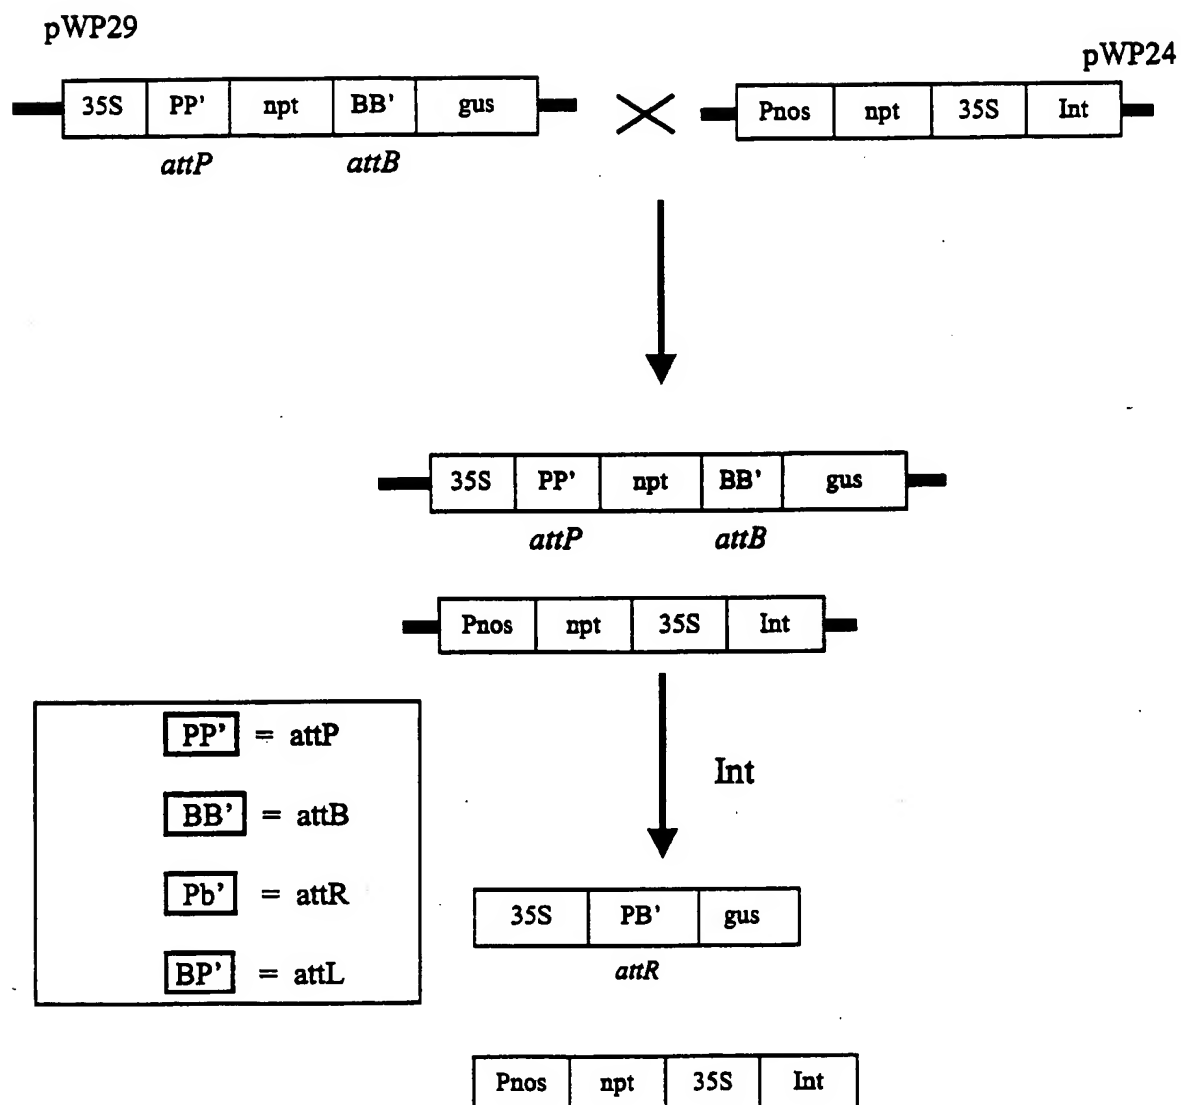 pWP29
pWP24
35S PP' npt BB' gus
Pnos npt 35S Int
attP attB
35S PP' npt BB' gus
attP attB
Pnos npt 35S Int
PP' = attP
Int
BB' = attB
Pb' = attR
35S PB' gus
BP' = attL
attR
Pnos npt 35S Int